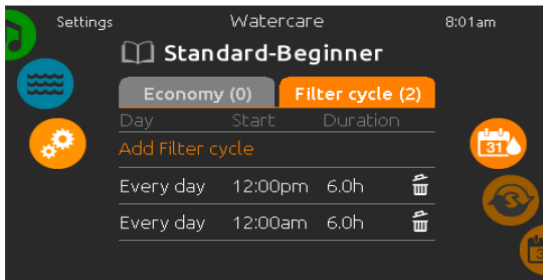 Settings Watercare 8:01am
Standard-Beginner
Economy (0) Filter cycle (2)
Day Start Duration
Add Filter cycle
Every day 12:00pm 6.0h
Every day 12:00am 6.0h
31